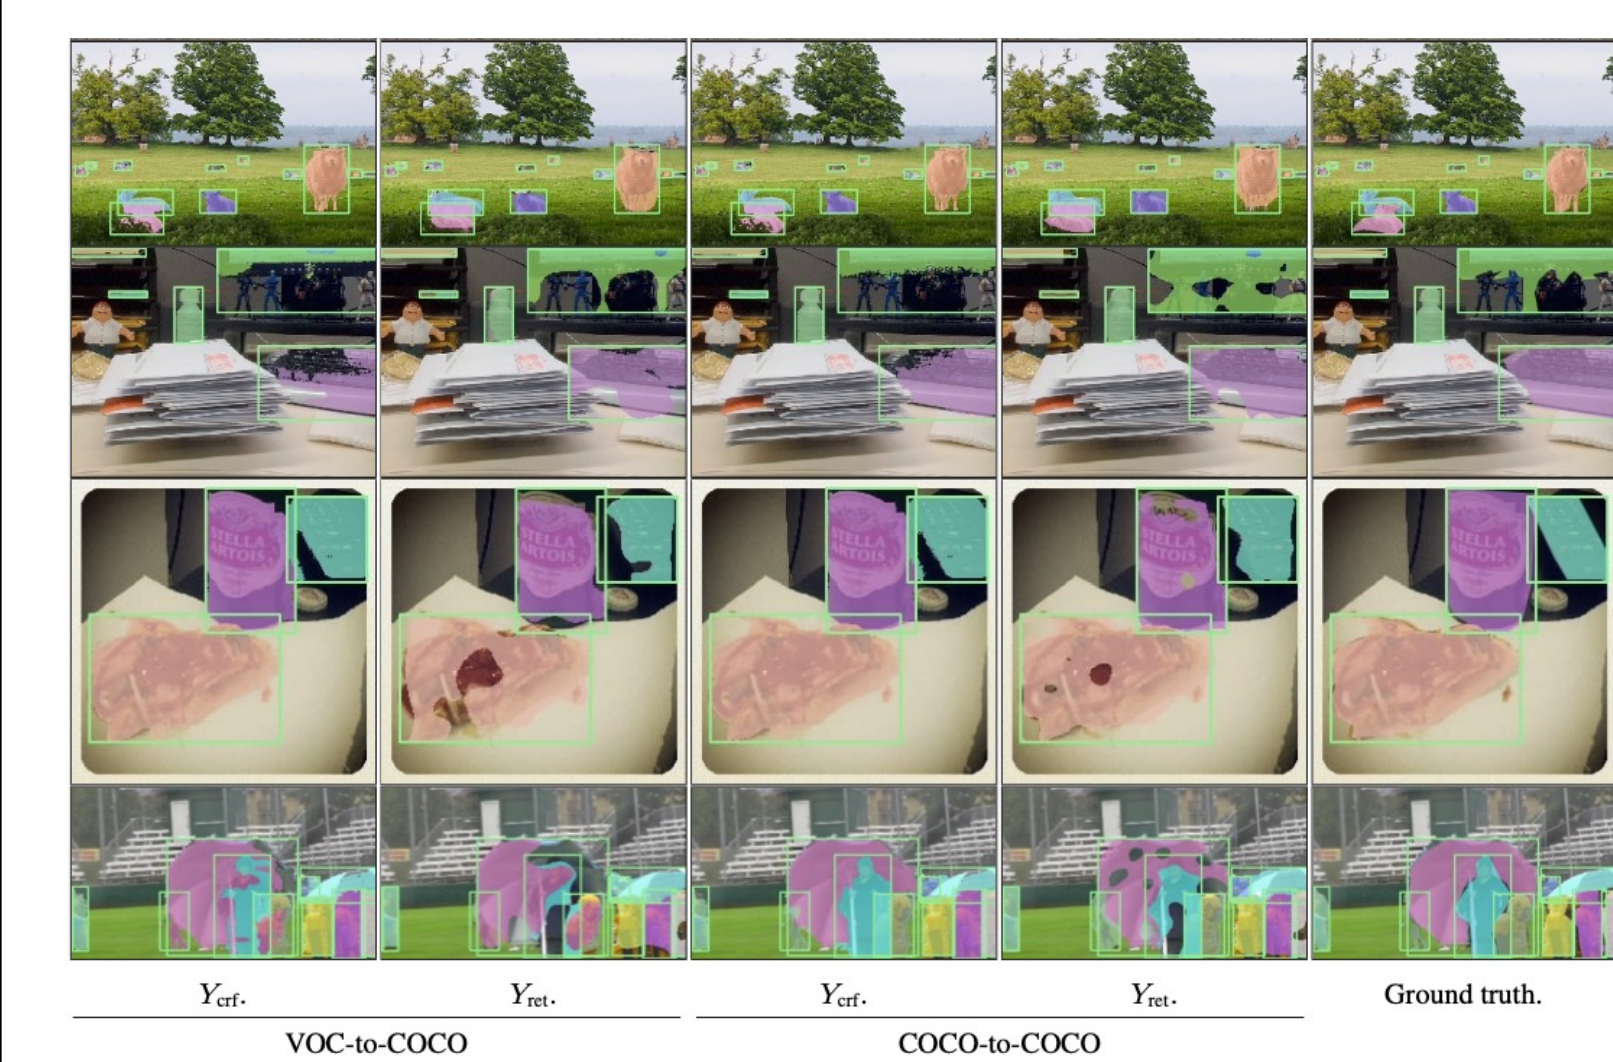 STELLA
ARTOIS
STELLA
ARTOIS
STELLA
ARTOIS
STELLA
ARTOIS
STELLA
ARTOIS
Y_crf. Y_ret. Y_crf. Y_ret. Ground truth.
VOC-to-COCO COCO-to-COCO